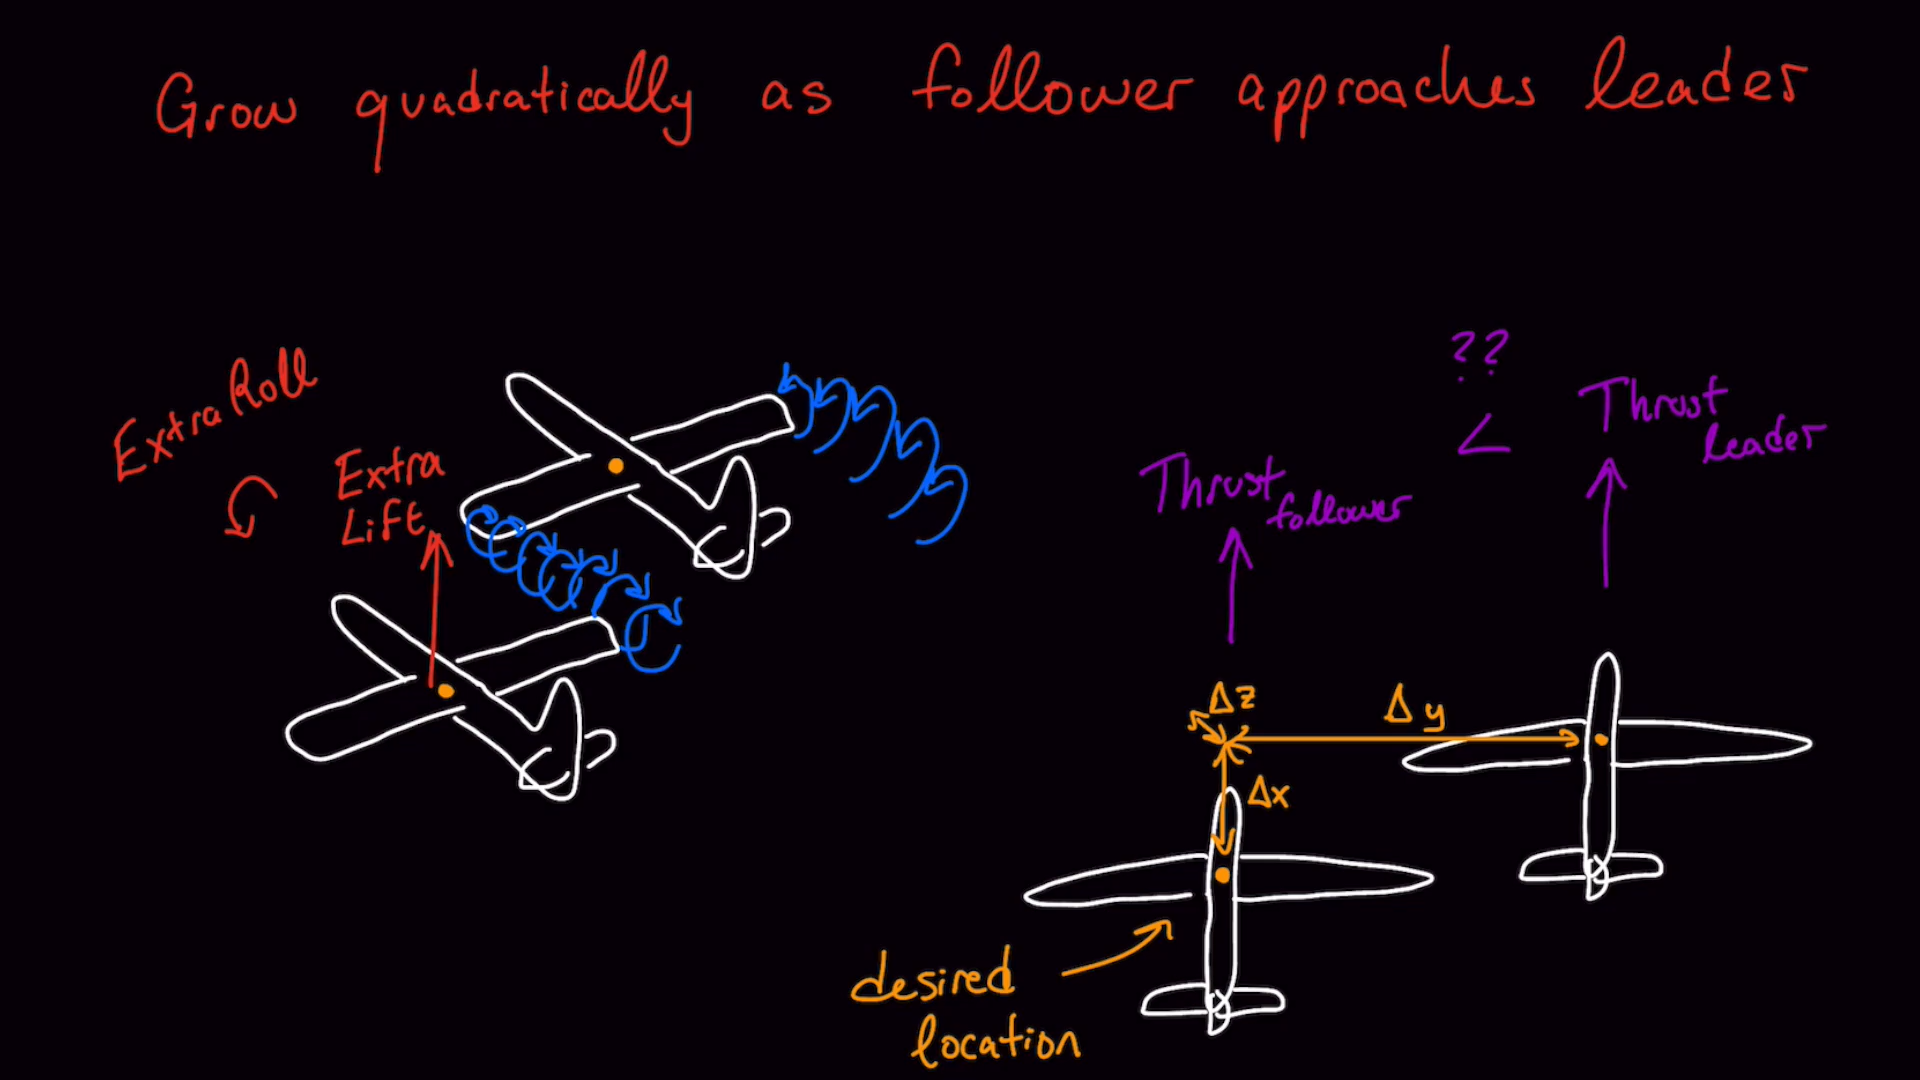 Grow quadratically as follower approaches leader
Extra Roll
Extra
Lift
??
<
Thrust
leader
Thrust
follower
Δz
Δy
Δx
desired
location